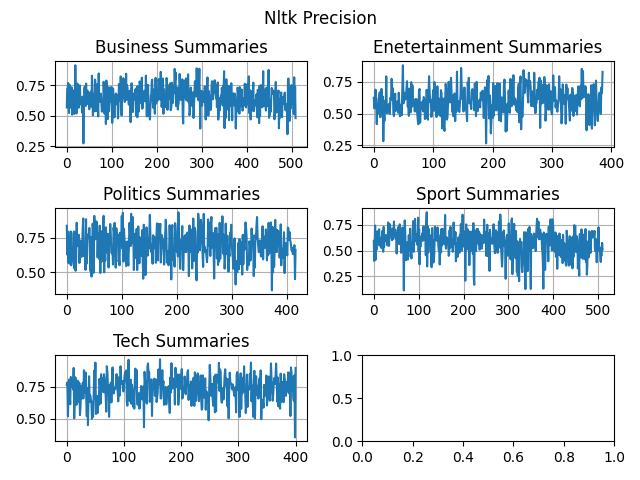 Nltk Precision
Business Summaries
0.75
0.50
0.25
0 100 200 300 400 500
Enetertainment Summaries
0.75
0.50
0.25
0 100 200 300 400
Politics Summaries
0.75
0.50
0 100 200 300 400
Sport Summaries
0.75
0.50
0.25
0 100 200 300 400 500
Tech Summaries
0.75
0.50
0 100 200 300 400
1.0
0.5
0.0
0.0 0.2 0.4 0.6 0.8 1.0